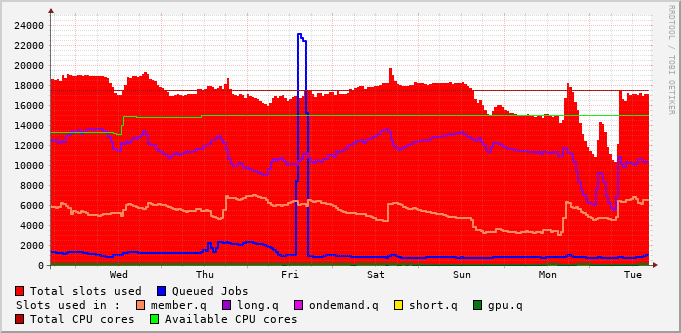 RRDTOOL / TOBI OETIKER
24000
22000
20000
18000
16000
14000
12000
10000
8000
6000
4000
2000
0
Wed Thu Fri Sat Sun Mon Tue
Total slots used Queued Jobs
Slots used in : member.q long.q ondemand.q short.q gpu.q
Total CPU cores Available CPU cores